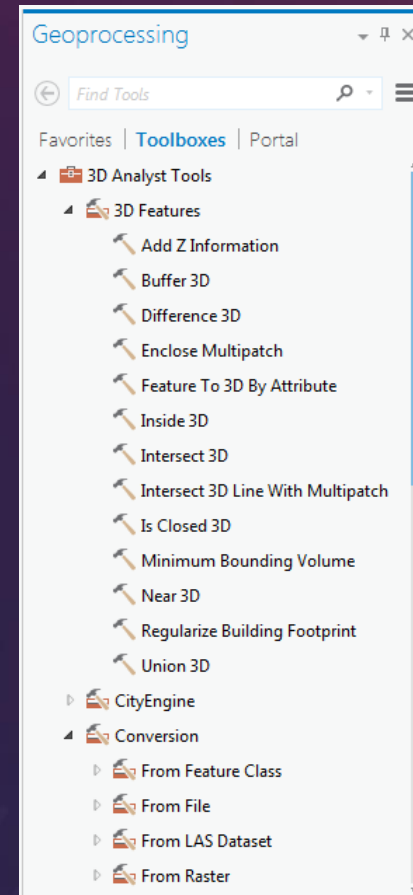 Geoprocessing
Find Tools
Favorites | Toolboxes | Portal
3D Analyst Tools
3D Features
Add Z Information
Buffer 3D
Difference 3D
Enclose Multipatch
Feature To 3D By Attribute
Inside 3D
Intersect 3D
Intersect 3D Line With Multipatch
Is Closed 3D
Minimum Bounding Volume
Near 3D
Regularize Building Footprint
Union 3D
CityEngine
Conversion
From Feature Class
From File
From LAS Dataset
From Raster